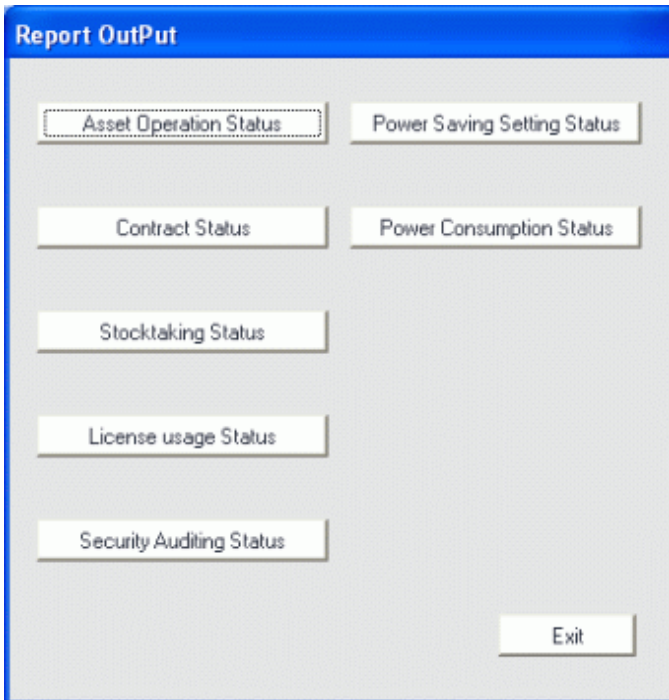 Report OutPut
Asset Operation Status
Power Saving Setting Status
Contract Status
Power Consumption Status
Stocktaking Status
License usage Status
Security Auditing Status
Exit